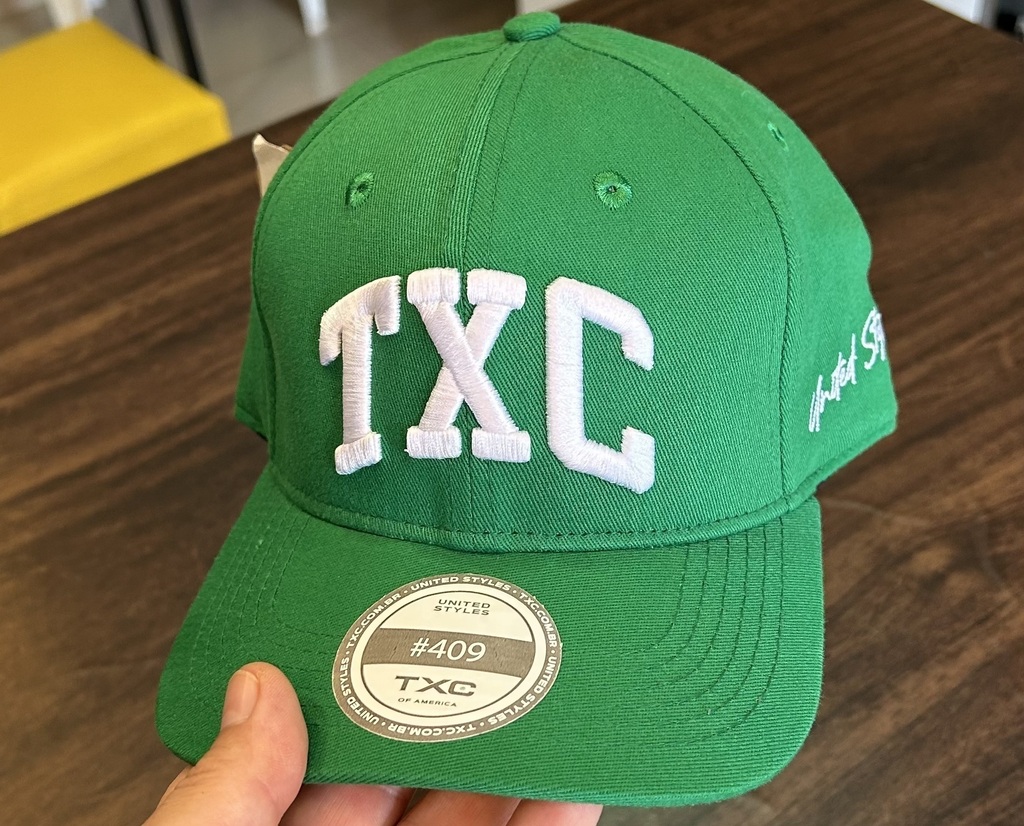 TXC
United
UNITED STYLES • TXC.COM.BR • UNITED STYLES • TXC.COM.BR • UNITED STYLES • TXC.COM.BR •
UNITED
STYLES
#409
TXC
OF AMERICA